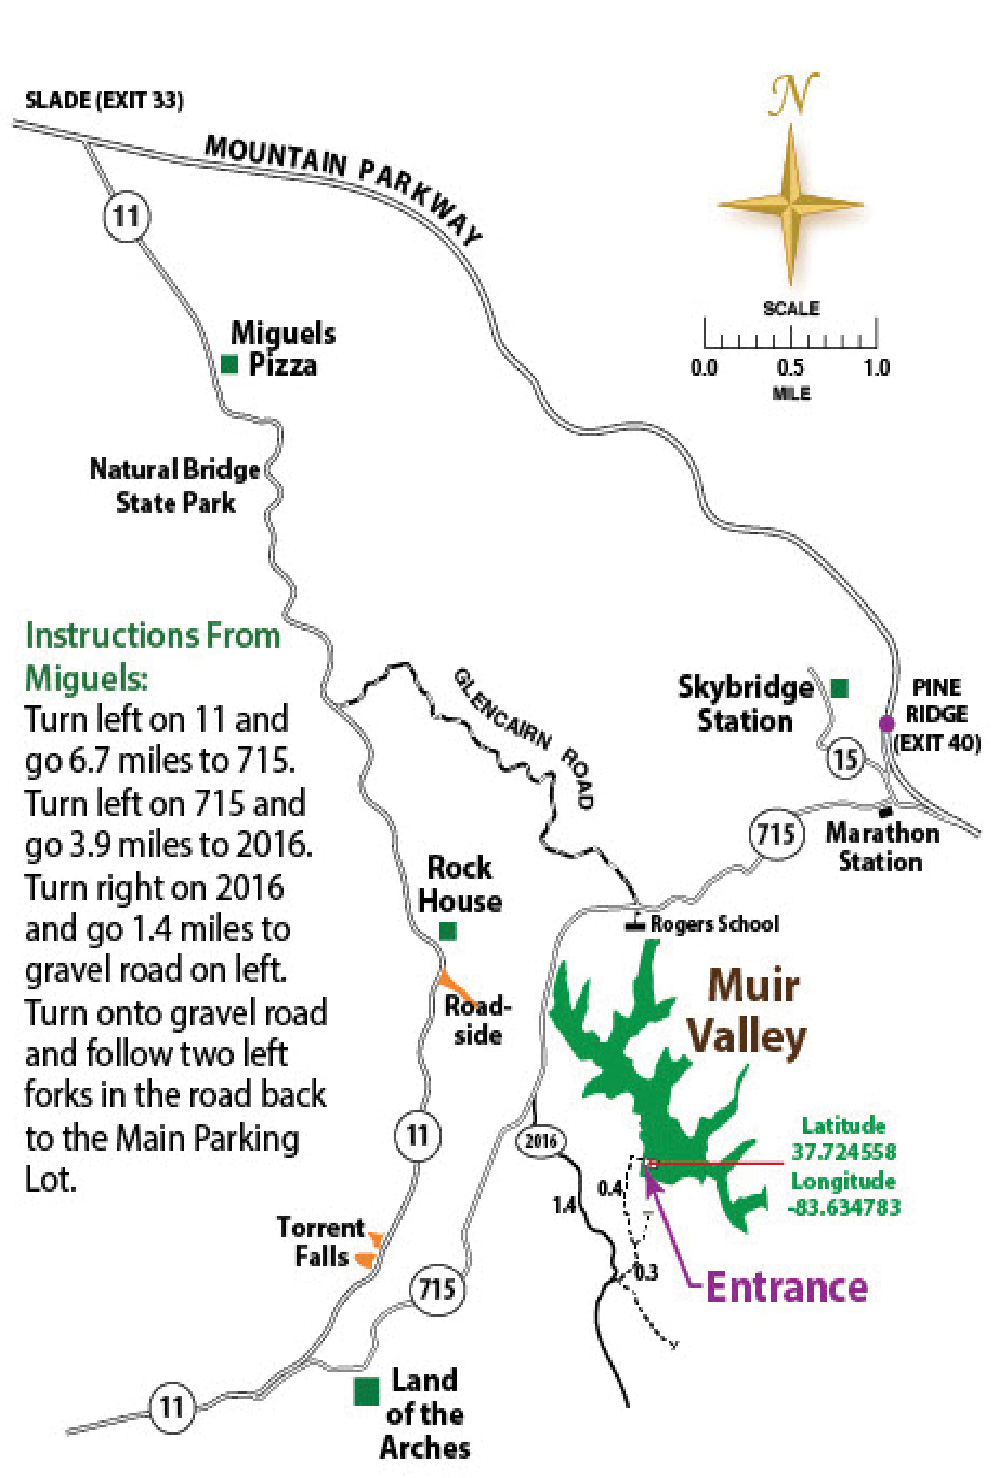 N
SLADE (EXIT 33)
MOUNTAIN PARKWAY
11
SCALE
0.0 0.5 1.0
MILE
Miguels
Pizza
Natural Bridge
State Park
Instructions From
Miguels:
Turn left on 11 and
go 6.7 miles to 715.
Turn left on 715 and
go 3.9 miles to 2016.
Turn right on 2016
and go 1.4 miles to
gravel road on left.
Turn onto gravel road
and follow two left
forks in the road back
to the Main Parking
Lot.
GLENCAIRN ROAD
Skybridge
Station
PINE
RIDGE
(EXIT 40)
15
715
Marathon
Station
Rock
House
Rogers School
Road-
side
Muir
Valley
11
2016
Latitude
37.724558
Longitude
-83.634783
0.4
1.4
0.3
Entrance
Torrent
Falls
715
Land
of the
Arches
11